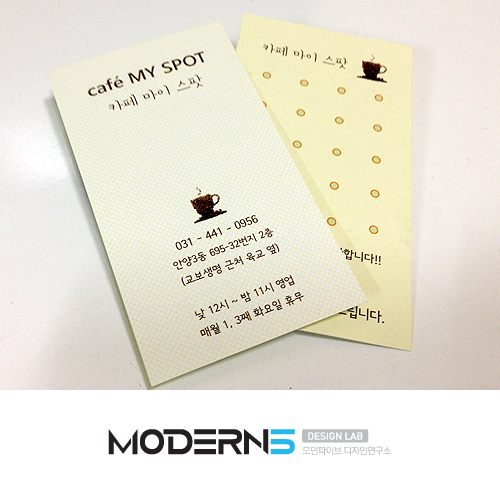 café MY SPOT
카페 마이 스팟
031 - 441 - 0956
안양3동 695-32번지 2층
(교보생명 근처 육교 옆)
낮 12시 ~ 밤 11시 영업
매월 1, 3째 화요일 휴무
카페 마이 스팟
합니다!!
드립니다.
MODERN5
DESIGN LAB
모던파이브 디자인연구소